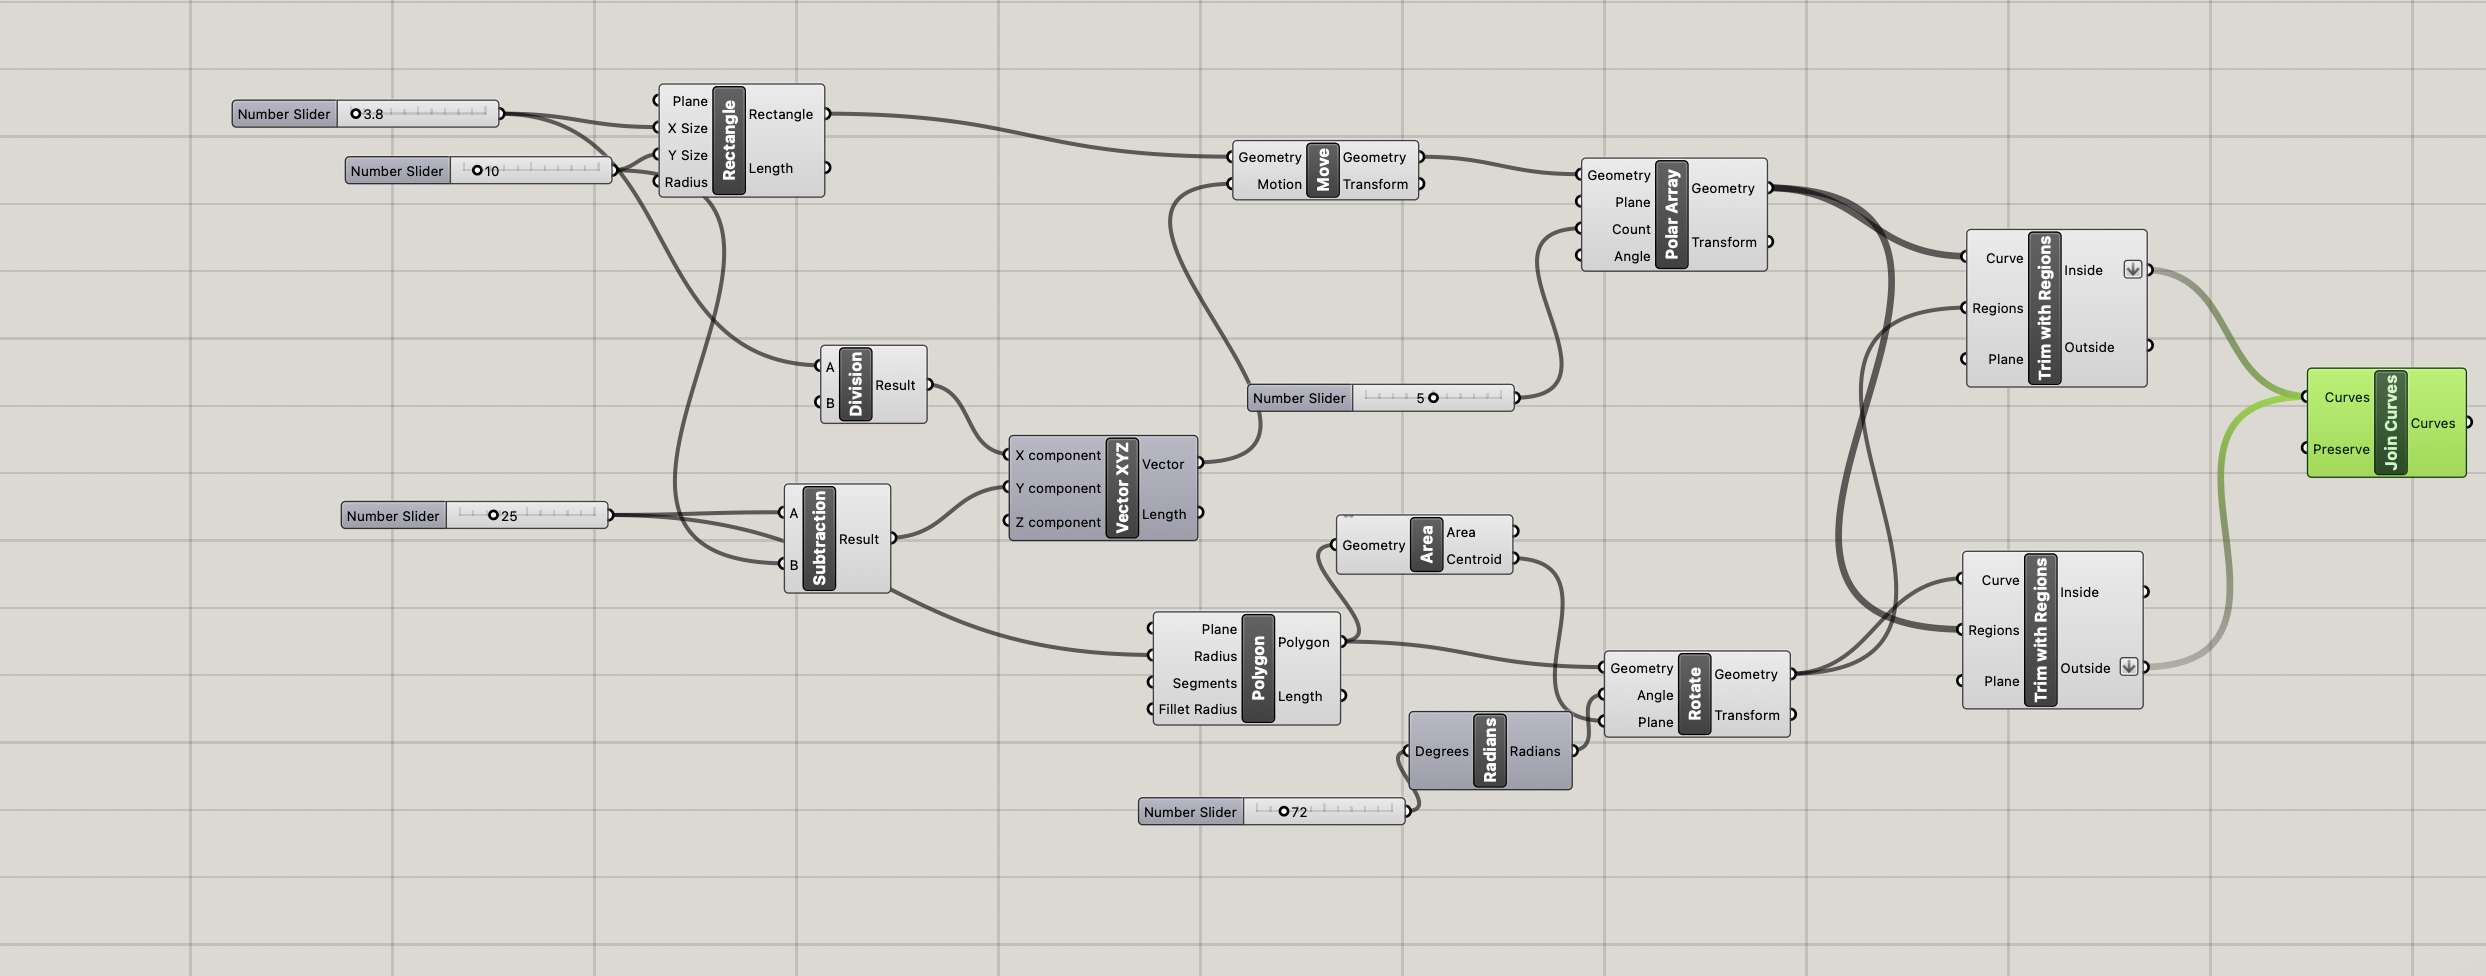 Number Slider 3.8
Number Slider 10
Plane
X Size
Y Size
Radius
Rectangle
Rectangle
Length
Geometry
Motion
Move
Geometry
Transform
Geometry
Plane
Count
Angle
Polar Array
Geometry
Transform
Curve
Regions
Plane
Trim with Regions
Inside
Outside
A
B
Division
Result
Number Slider 5
Curves
Preserve
Join Curves
Curves
X component
Y component
Z component
Vector XYZ
Vector
Length
Number Slider 25
A
B
Subtraction
Result
Geometry
Area
Area
Centroid
Curve
Regions
Plane
Trim with Regions
Inside
Outside
Plane
Radius
Segments
Fillet Radius
Polygon
Polygon
Length
Geometry
Angle
Plane
Rotate
Geometry
Transform
Degrees
Radians
Radians
Number Slider 72